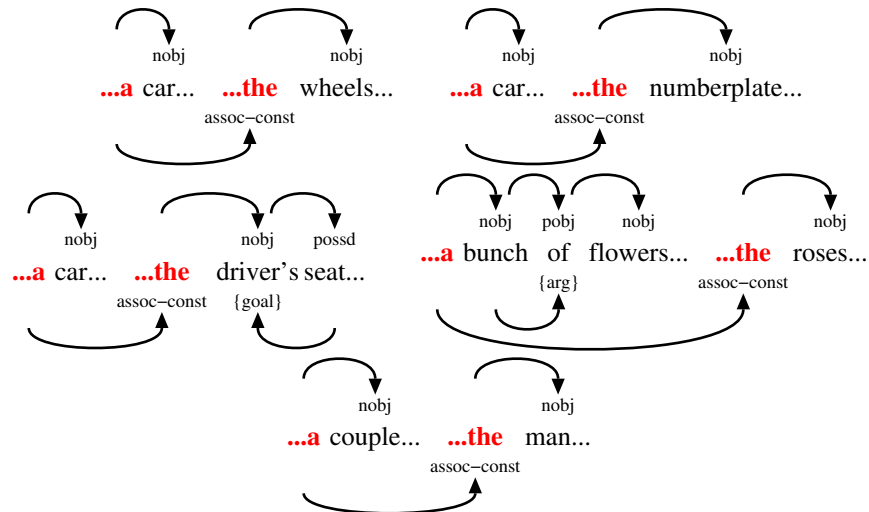 nobj nobj nobj nobj
...a car... ...the wheels... ...a car... ...the numberplate...
assoc−const assoc−const
nobj nobj possd nobj pobj nobj nobj
...a car... ...the driver's seat... ...a bunch of flowers... ...the roses...
assoc−const {goal} {arg} assoc−const
nobj nobj
...a couple... ...the man...
assoc−const